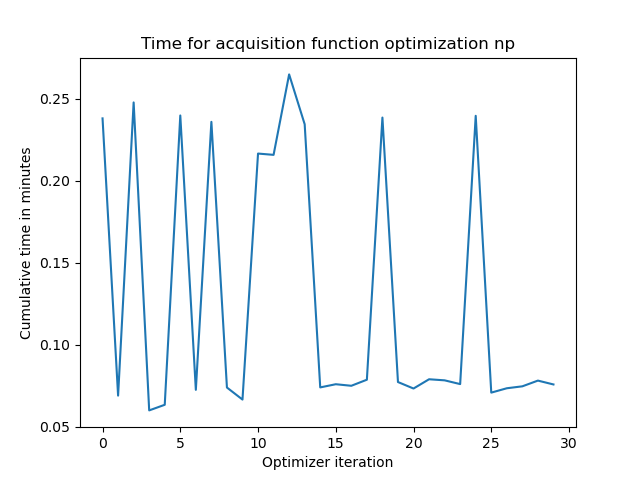 Time for acquisition function optimization np
Cumulative time in minutes
0.25
0.20
0.15
0.10
0.05
0 5 10 15 20 25 30
Optimizer iteration